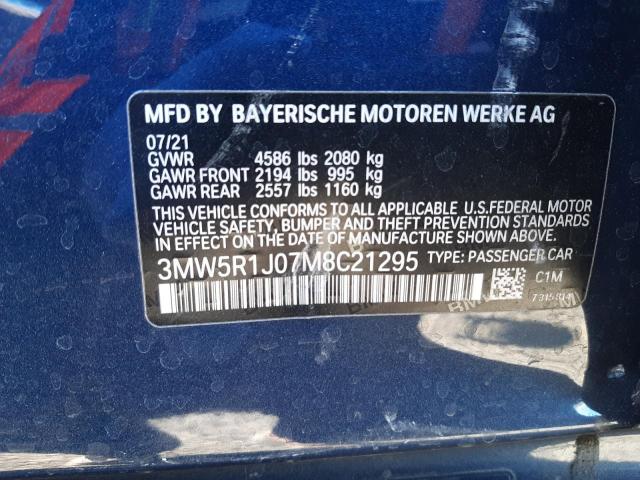 MFD BY BAYERISCHE MOTOREN WERKE AG
07/21
GVWR 4586 lbs 2080 kg
GAWR FRONT 2194 lbs 995 kg
GAWR REAR 2557 lbs 1160 kg
THIS VEHICLE CONFORMS TO ALL APPLICABLE U.S.FEDERAL MOTOR
VEHICLE SAFETY, BUMPER AND THEFT PREVENTION STANDARDS
IN EFFECT ON THE DATE OF MANUFACTURE SHOWN ABOVE.
3MW5R1J07M8C21295 TYPE: PASSENGER CAR
C1M